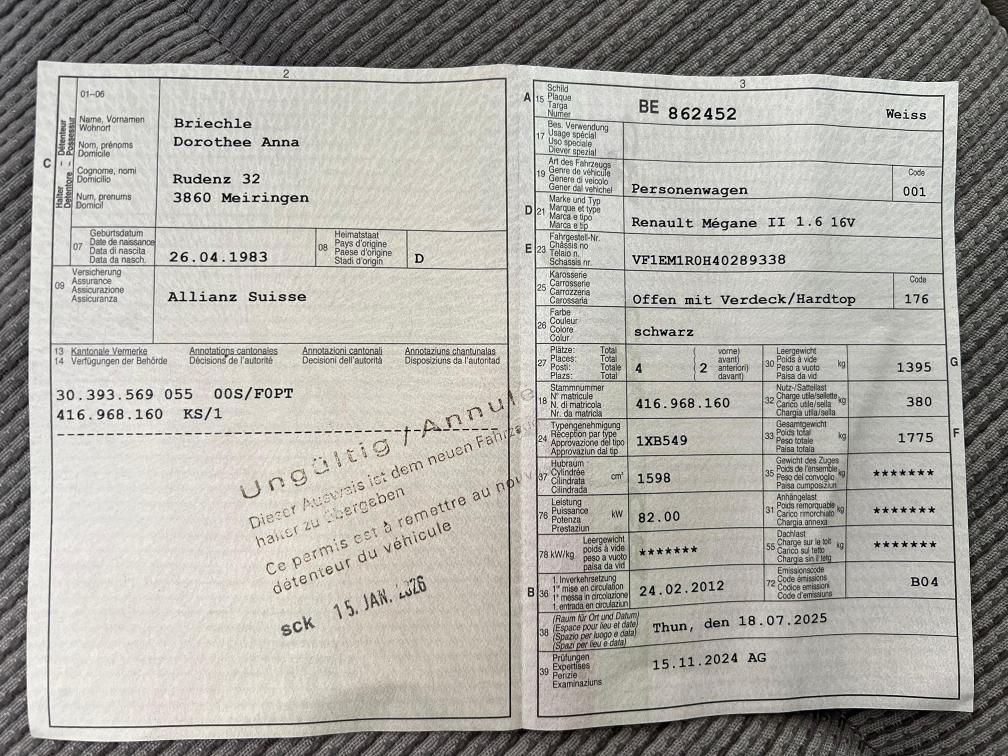 2
01–06
Halter Détenteur
Detentore Possessur
C
Name, Vornamen
Wohnort
Nom, prénoms
Domicile
Cognome, nomi
Domicilio
Num, prenums
Domicil
Briechle
Dorothee Anna
Rudenz 32
3860 Meiringen
07
Geburtsdatum
Date de naissance
Data di nascita
Data da nasch.
26.04.1983
08
Heimatstaat
Pays d'origine
Paese d'origine
Stadi d'origin
D
09
Versicherung
Assurance
Assicurazione
Assicuranza
Allianz Suisse
13 Kantonale Vermerke Annotations cantonales Annotazioni cantonali Annotaziuns chantunalas
14 Verfügungen der Behörde Décisions de l'autorité Decisioni dell'autorità Disposiziuns da l'autoritad
30.393.569 055 00S/FOPT
416.968.160 KS/1
Ungültig / Annulé
Dieser Ausweis ist dem neuen Fahrzeug
halter zu übergeben
Ce permis est à remettre au nouv
détenteur du véhicule
sck 15. JAN. 2026
3
A 15
Schild
Plaque
Targa
Numer
BE 862452 Weiss
17
Bes. Verwendung
Usage spécial
Uso speciale
Diever spezial
19
Art des Fahrzeugs
Genre de véhicule
Genere di veicolo
Gener dal vehichel
Personenwagen
Code
001
D 21
Marke und Typ
Marque et type
Marca e tipo
Marca e tip
Renault Mégane II 1.6 16V
E 23
Fahrgestell-Nr.
Châssis no
Telaio n.
Schassis nr.
VF1EM1R0H40289338
25
Karosserie
Carrosserie
Carrozzeria
Carossaria
Offen mit Verdeck/Hardtop
Code
176
26
Farbe
Couleur
Colore
Colur
schwarz
27
Plätze: Total
Places: Total
Posti: Totale
Plazs: Total
4
vorne)
avant)
anteriori)
davant)
( 2
30
Leergewicht
Poids à vide
Peso a vuoto
Paisa da vid
kg
1395
G
18
Stammnummer
N° matricule
N. di matricola
Nr. da matricla
416.968.160
32
Nutz-/Sattellast
Charge utile/sellette
Carico utile/sella
Chargia utila/sella
kg
380
24
Typengenehmigung
Réception par type
Approvazione del tipo
Approvaziun dal tip
1XB549
33
Gesamtgewicht
Poids total
Peso totale
Paisa totala
kg
1775
F
37
Hubraum
Cylindrée
Cilindrata
Cilindrada
cm³
1598
35
Gewicht des Zuges
Poids de l'ensemble
Peso del convoglio
Paisa cumposiziun
kg
*******
76
Leistung
Puissance
Potenza
Prestaziun
kW
82.00
31
Anhängelast
Poids remorquable
Carico rimorchiato
Chargia annexa
kg
*******
78 kW/kg
Leergewicht
poids à vide
peso a vuoto
paisa da vid
*******
55
Dachlast
Charge sur le toit
Carico sul tetto
Chargia sin il tetg
kg
*******
B 36
1. Inverkehrsetzung
1re mise en circulation
1a messa in circolazione
1. entrada en circulaziun
24.02.2012
72
Emissionscode
Code émissions
Codice emissioni
Code d'emissiuns
B04
38
(Raum für Ort und Datum)
(Espace pour lieu et date)
(Spazio per luogo e data)
(Spazi per lieu e data)
Thun, den 18.07.2025
39
Prüfungen
Expertises
Perizie
Examinaziuns
15.11.2024 AG